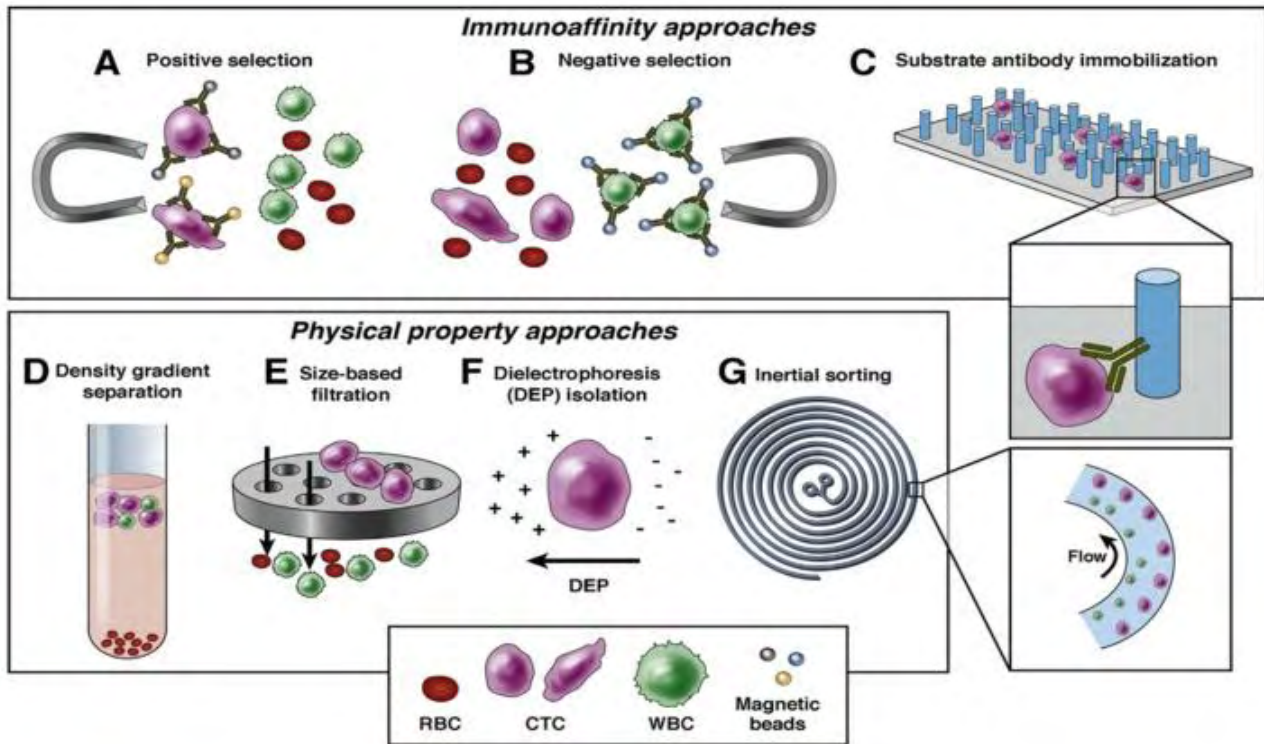 Immunoaffinity approaches
A Positive selection
B Negative selection
C Substrate antibody immobilization
Physical property approaches
D Density gradient
separation
E Size-based
filtration
F Dielectrophoresis
(DEP) isolation
G Inertial sorting
+ + + + + + + + +
- - - - - - - - - -
DEP
Flow
RBC
CTC
WBC
Magnetic
beads